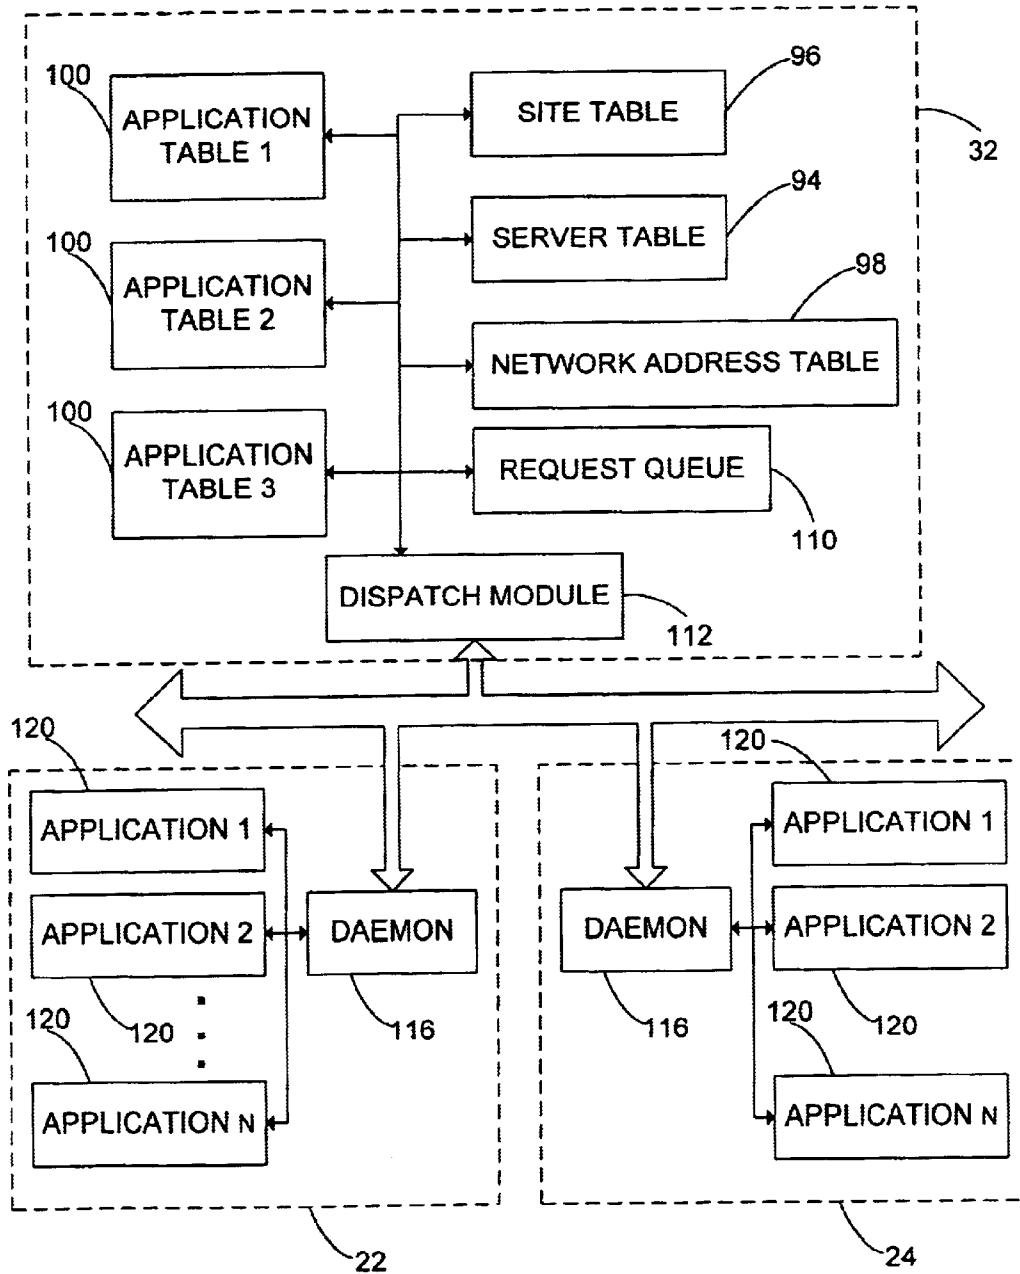 96
100
APPLICATION
TABLE 1
SITE TABLE
32
94
100
APPLICATION
TABLE 2
SERVER TABLE
98
NETWORK ADDRESS TABLE
100
APPLICATION
TABLE 3
REQUEST QUEUE
110
DISPATCH MODULE
112
120
APPLICATION 1
APPLICATION 2
DAEMON
120
116
120
APPLICATION N
22
120
APPLICATION 1
DAEMON
APPLICATION 2
116
120
120
APPLICATION N
24